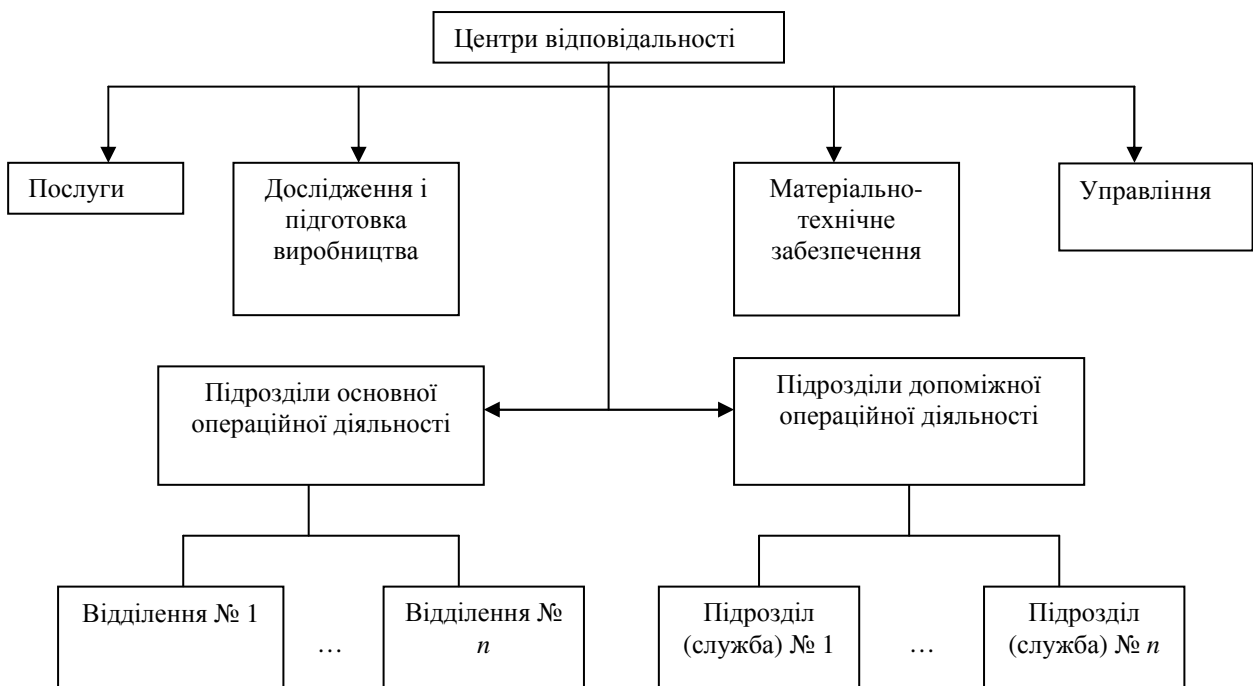 Центри відповідальності
Послуги
Дослідження і
підготовка
виробництва
Матеріально-
технічне
забезпечення
Управління
Підрозділи основної
операційної діяльності
Підрозділи допоміжної
операційної діяльності
Відділення № 1
…
Відділення №
n
Підрозділ
(служба) № 1
…
Підрозділ
(служба) № n